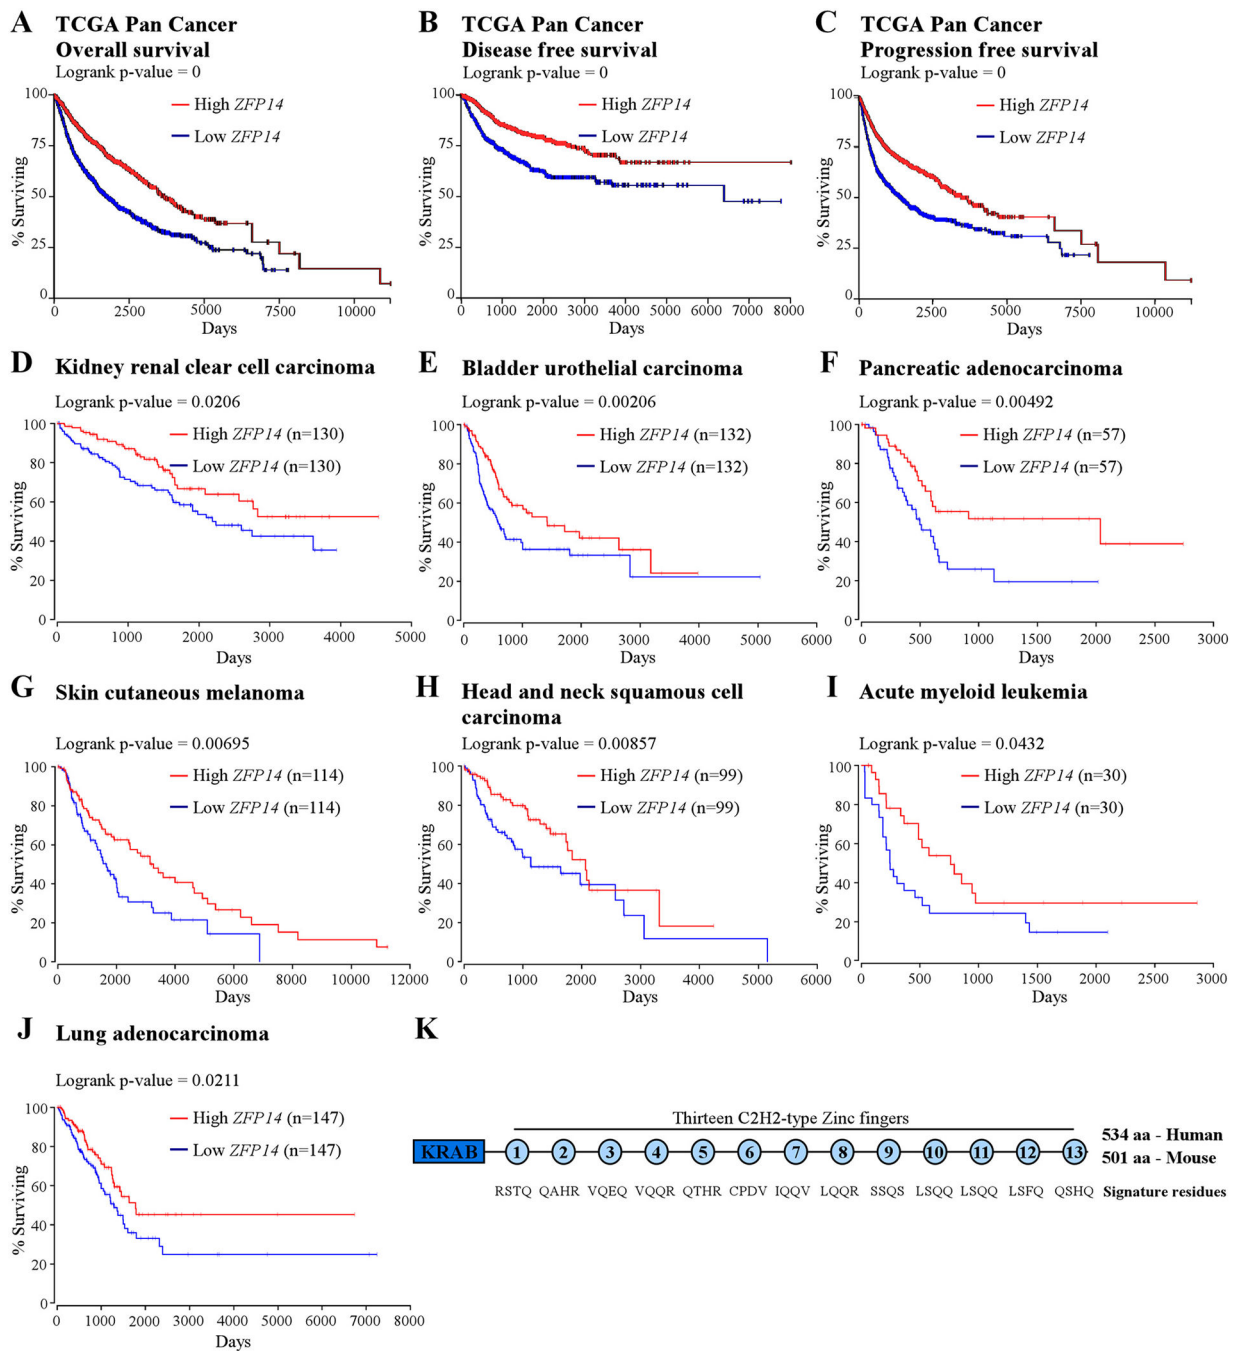 A TCGA Pan Cancer
Overall survival
Logrank p-value = 0
High ZFP14
Low ZFP14
% Surviving
100
75
50
25
0
0 2500 5000 7500 10000
Days
B TCGA Pan Cancer
Disease free survival
Logrank p-value = 0
High ZFP14
Low ZFP14
% Surviving
100
75
50
25
0
0 1000 2000 3000 4000 5000 6000 7000 8000
Days
C TCGA Pan Cancer
Progression free survival
Logrank p-value = 0
High ZFP14
Low ZFP14
% Surviving
100
75
50
25
0
0 2500 5000 7500 10000
Days
D Kidney renal clear cell carcinoma
Logrank p-value = 0.0206
High ZFP14 (n=130)
Low ZFP14 (n=130)
% Surviving
100
80
60
40
20
0
0 1000 2000 3000 4000 5000
Days
E Bladder urothelial carcinoma
Logrank p-value = 0.00206
High ZFP14 (n=132)
Low ZFP14 (n=132)
% Surviving
100
80
60
40
20
0
0 1000 2000 3000 4000 5000 6000
Days
F Pancreatic adenocarcinoma
Logrank p-value = 0.00492
High ZFP14 (n=57)
Low ZFP14 (n=57)
% Surviving
100
80
60
40
20
0
0 500 1000 1500 2000 2500 3000
Days
G Skin cutaneous melanoma
Logrank p-value = 0.00695
High ZFP14 (n=114)
Low ZFP14 (n=114)
% Surviving
100
80
60
40
20
0
0 2000 4000 6000 8000 10000 12000
Days
H Head and neck squamous cell
carcinoma
Logrank p-value = 0.00857
High ZFP14 (n=99)
Low ZFP14 (n=99)
% Surviving
100
80
60
40
20
0
0 1000 2000 3000 4000 5000 6000
Days
I Acute myeloid leukemia
Logrank p-value = 0.0432
High ZFP14 (n=30)
Low ZFP14 (n=30)
% Surviving
100
80
60
40
20
0
0 500 1000 1500 2000 2500 3000
Days
J Lung adenocarcinoma
Logrank p-value = 0.0211
High ZFP14 (n=147)
Low ZFP14 (n=147)
% Surviving
100
80
60
40
20
0
0 1000 2000 3000 4000 5000 6000 7000 8000
Days
K
Thirteen C2H2-type Zinc fingers
KRAB 1 2 3 4 5 6 7 8 9 10 11 12 13
534 aa - Human
501 aa - Mouse
RSTQ QAHR VQEQ VQQR QTHR CPDV IQQV LQQR SSQS LSQQ LSQQ LSFQ QSHQ Signature residues